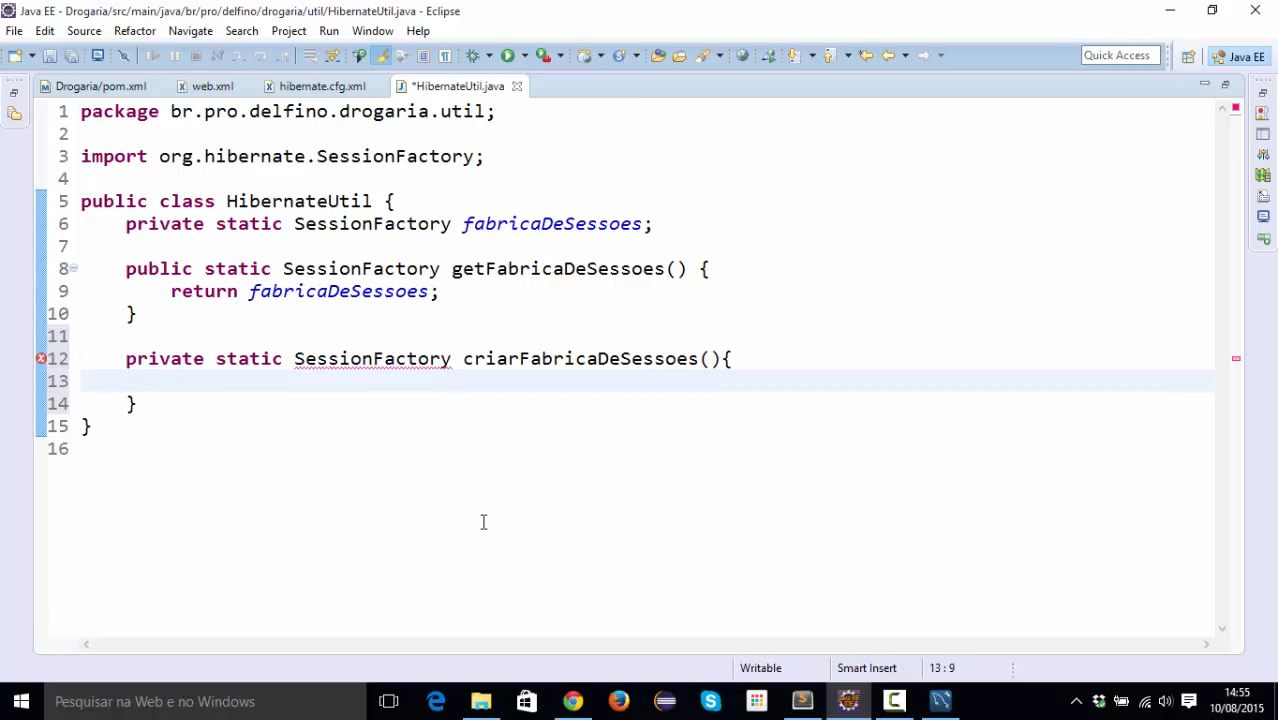 Java EE - Drogaria/src/main/java/br/pro/delfino/drogaria/util/HibernateUtil.java - Eclipse
File Edit Source Refactor Navigate Search Project Run Window Help
Quick Access Java EE
Drogaria/pom.xml web.xml hibernate.cfg.xml *HibernateUtil.java
1 package br.pro.delfino.drogaria.util;
2
3 import org.hibernate.SessionFactory;
4
5 public class HibernateUtil {
6 private static SessionFactory fabricaDeSessoes;
7
8 public static SessionFactory getFabricaDeSessoes() {
9 return fabricaDeSessoes;
10 }
11
12 private static SessionFactory criarFabricaDeSessoes(){
13
14 }
15 }
16
Writable Smart Insert 13 : 9
Pesquisar na Web e no Windows
14:55
10/08/2015